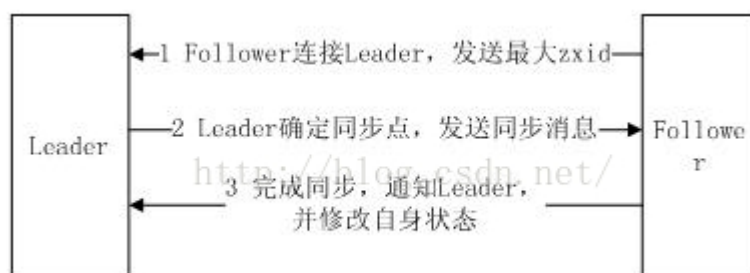 1 Follower连接Leader，发送最大zxid
2 Leader确定同步点，发送同步消息
Leader
Followe
r
http://blog.csdn.net/
3 完成同步，通知Leader，
并修改自身状态